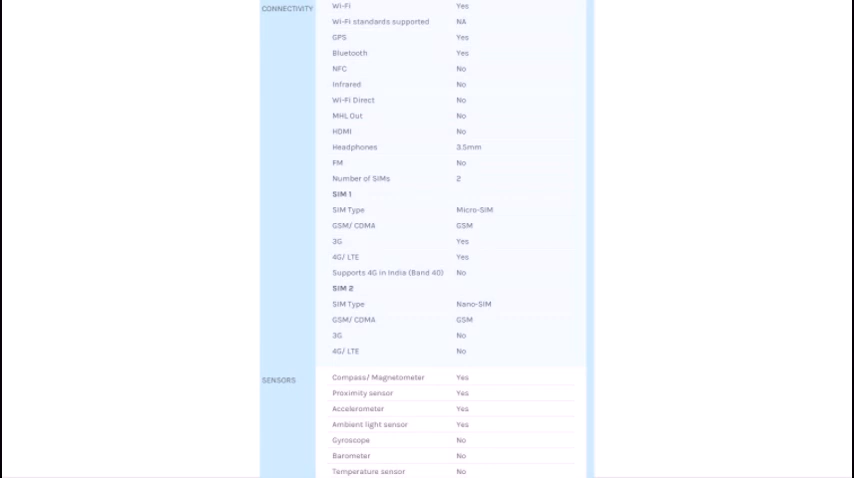 CONNECTIVITY
Wi-Fi Yes
Wi-Fi standards supported NA
GPS Yes
Bluetooth Yes
NFC No
Infrared No
Wi-Fi Direct No
MHL Out No
HDMI No
Headphones 3.5mm
FM No
Number of SIMs 2
SIM 1
SIM Type Micro-SIM
GSM/ CDMA GSM
3G Yes
4G/ LTE Yes
Supports 4G in India (Band 40) No
SIM 2
SIM Type Nano-SIM
GSM/ CDMA GSM
3G No
4G/ LTE No
SENSORS
Compass/ Magnetometer Yes
Proximity sensor Yes
Accelerometer Yes
Ambient light sensor Yes
Gyroscope No
Barometer No
Temperature sensor No